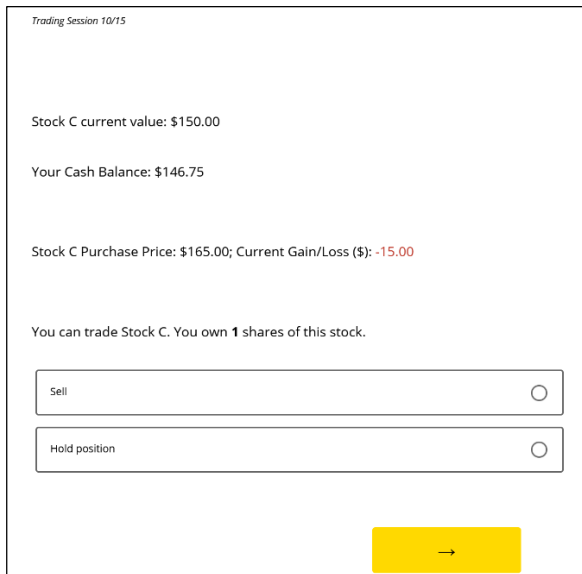 Trading Session 10/15
Stock C current value: $150.00
Your Cash Balance: $146.75
Stock C Purchase Price: $165.00; Current Gain/Loss ($): -15.00
You can trade Stock C. You own 1 shares of this stock.
Sell
Hold position
→